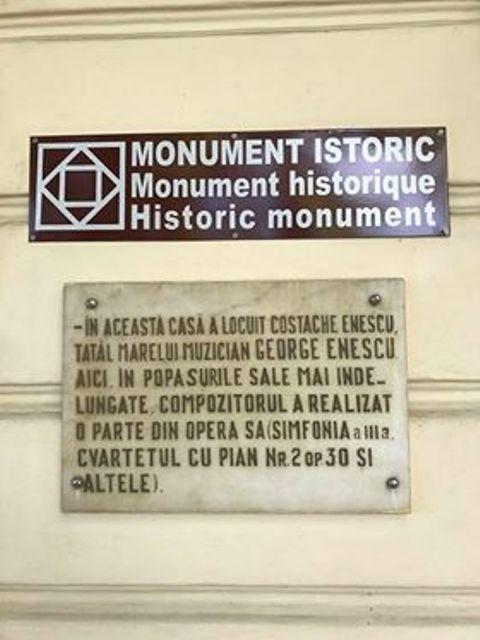 MONUMENT ISTORIC
Monument historique
Historic monument
-ÎN ACEASTĂ CASĂ A LOCUIT COSTACHE ENESCU,
TATĂL MARELUI MUZICIAN GEORGE ENESCU.
AICI, IN POPASURILE SALE MAI INDE-
LUNGATE, COMPOZITORUL A REALIZAT
O PARTE DIN OPERA SA(SIMFONIA a III a,
CVARTETUL CU PIAN NR.2 OP.30 SI
ALTELE).